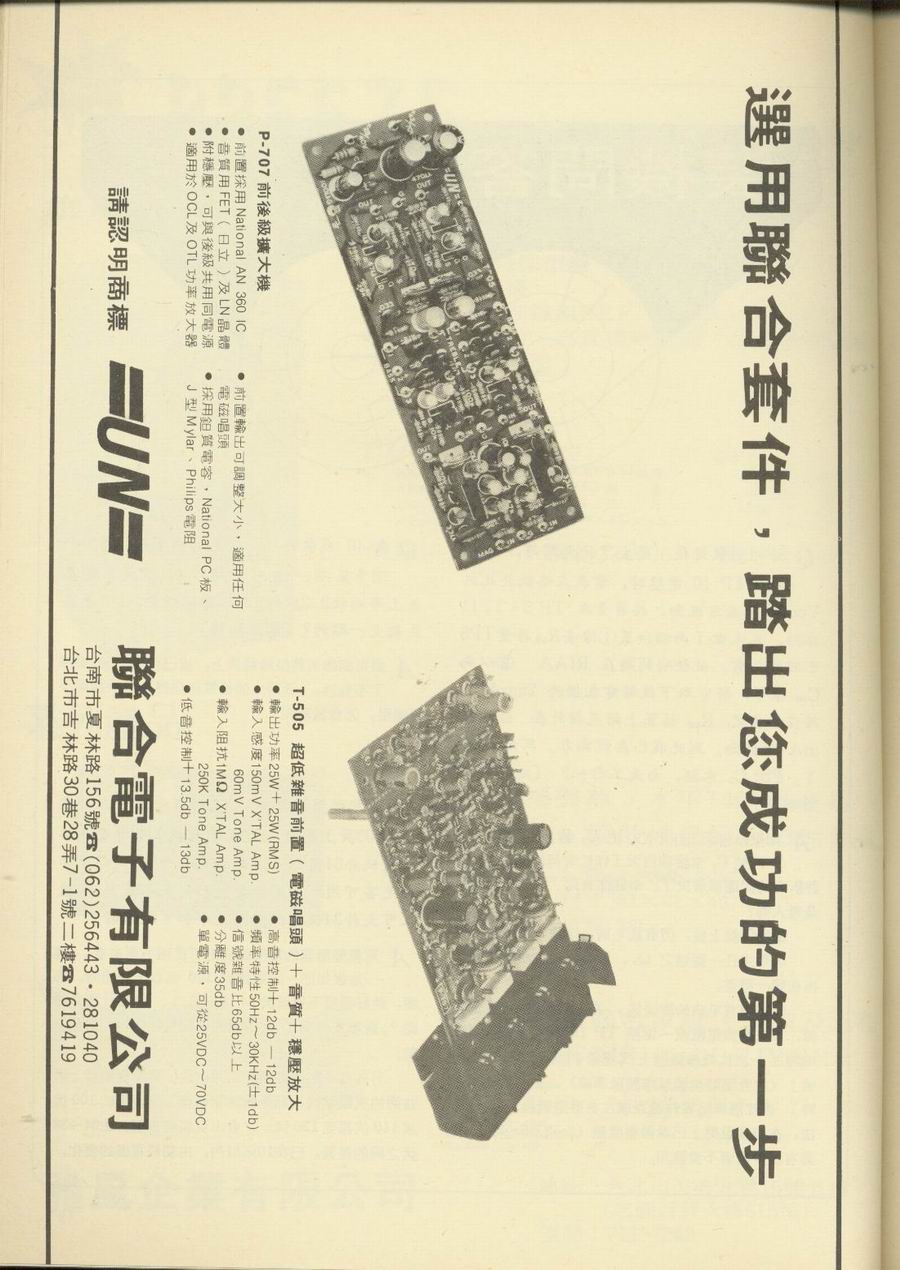 選用聯合套件，踏出您成功的第一步
P-707 前後級擴大機
●前置採用National AN 360 IC
●音質用FET（日立）及LN晶體
●附穩壓，可與後級共用同電源
●適用於OCL及OTL功率放大器
●前置輸出可調整大小，適用任何
電磁唱頭
●採用鉭質電容，National PC板、
J型Mylar、Philips電阻
T-505 超低雜音前置（電磁唱頭）＋音質＋穩壓放大
●輸出功率25W＋25W(RMS)
●輸入感度150mV X'TAL Amp.
60mV Tone Amp.
●輸入阻抗1MΩ X'TAL Amp.
250K Tone Amp.
●低音控制＋13.5db －13db
●高音控制＋12db －12db
●頻率特性50Hz～30KHz(±1db)
●信號雜音比65db以上
●分離度35db
●單電源，可從25VDC～70VDC
請認明商標
UN
聯合電子有限公司
台南市夏林路156號☎(062)256443・281040
台北市吉林路30巷28弄7-1號二樓☎7619419